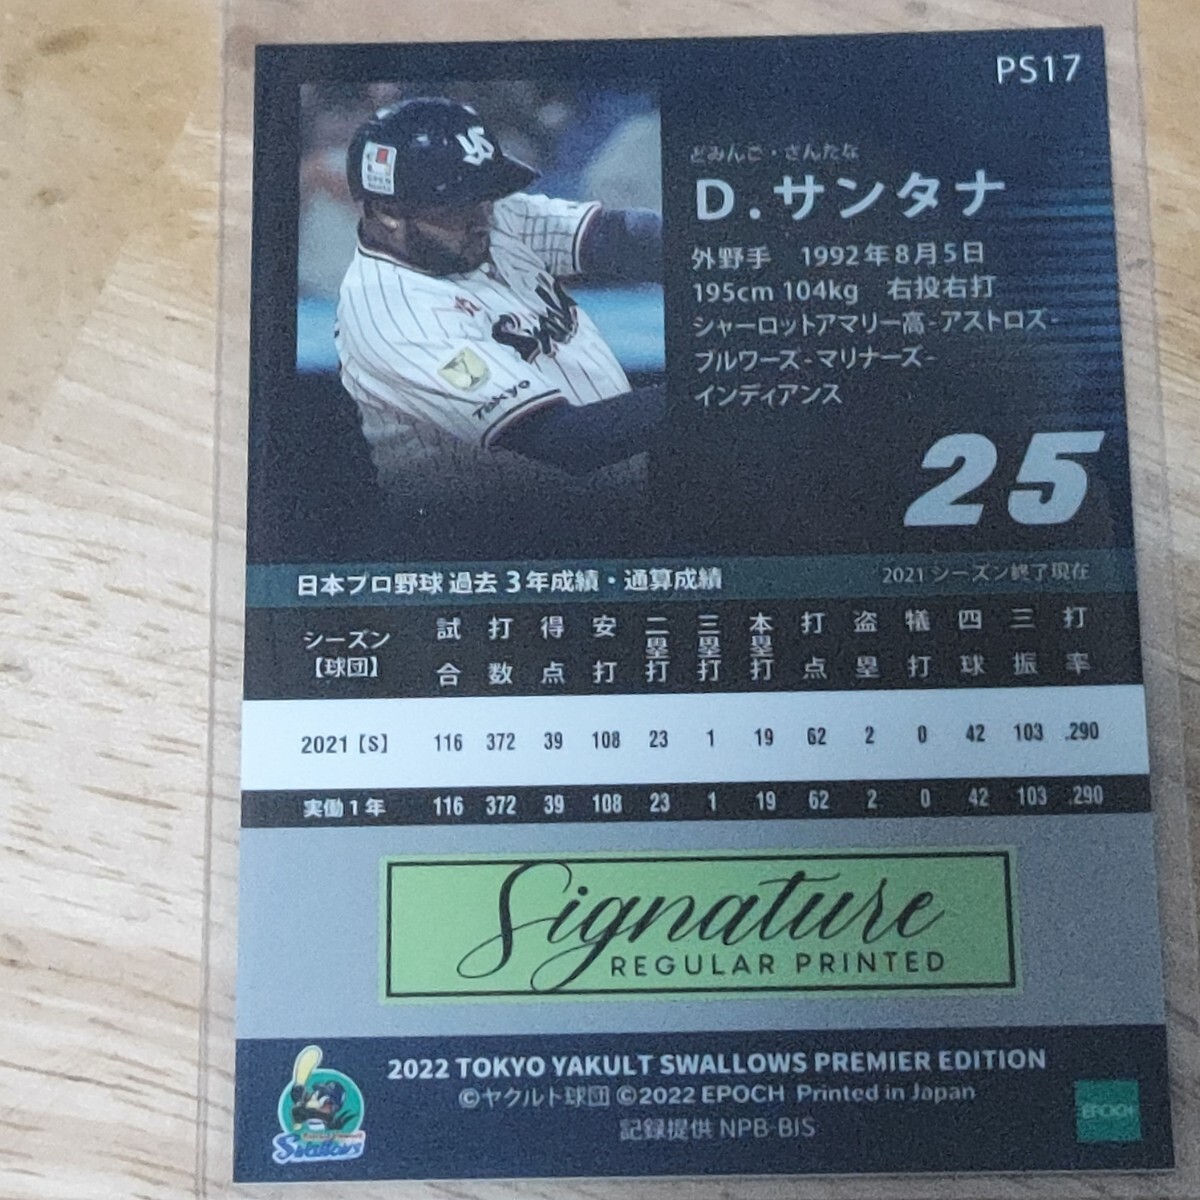 PS17
どみんご・さんたな
D.サンタナ
外野手 1992年8月5日
195cm 104kg 右投右打
シャーロットアマリー高-アストロズ-
ブルワーズ-マリナーズ-
インディアンス
25
Tokyo
日本プロ野球 過去3年成績・通算成績 2021シーズン終了現在
シーズン【球団】 試合 打数 得点 安打 二塁打 三塁打 本塁打 打点 盗塁 犠打 四球 三振 打率
2021【S】 116 372 39 108 23 1 19 62 2 0 42 103 .290
実働1年 116 372 39 108 23 1 19 62 2 0 42 103 .290
Signature
REGULAR PRINTED
2022 TOKYO YAKULT SWALLOWS PREMIER EDITION
©ヤクルト球団 ©2022 EPOCH Printed in Japan
記録提供 NPB-BIS
Swallows
EPOCH